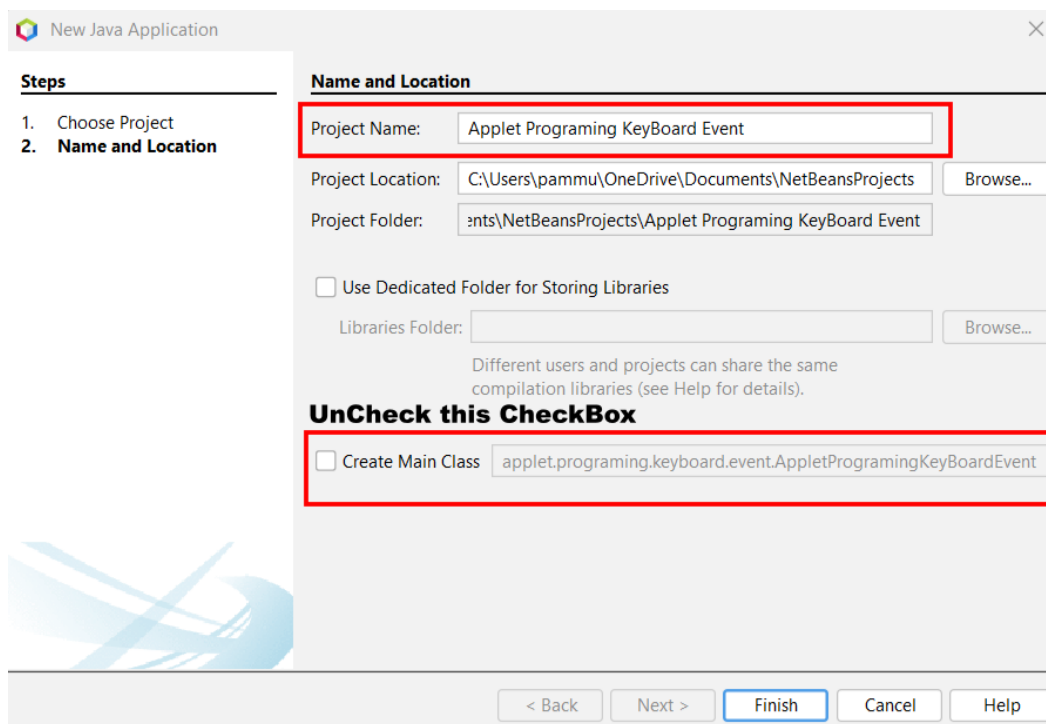 New Java Application
Steps
1. Choose Project
2. Name and Location
Name and Location
Project Name: Applet Programing KeyBoard Event
Project Location: C:\Users\pammu\OneDrive\Documents\NetBeansProjects Browse...
Project Folder: ents\NetBeansProjects\Applet Programing KeyBoard Event
Use Dedicated Folder for Storing Libraries
Libraries Folder: Browse...
Different users and projects can share the same
compilation libraries (see Help for details).
UnCheck this CheckBox
Create Main Class applet.programing.keyboard.event.AppletProgramingKeyBoardEvent
< Back Next > Finish Cancel Help